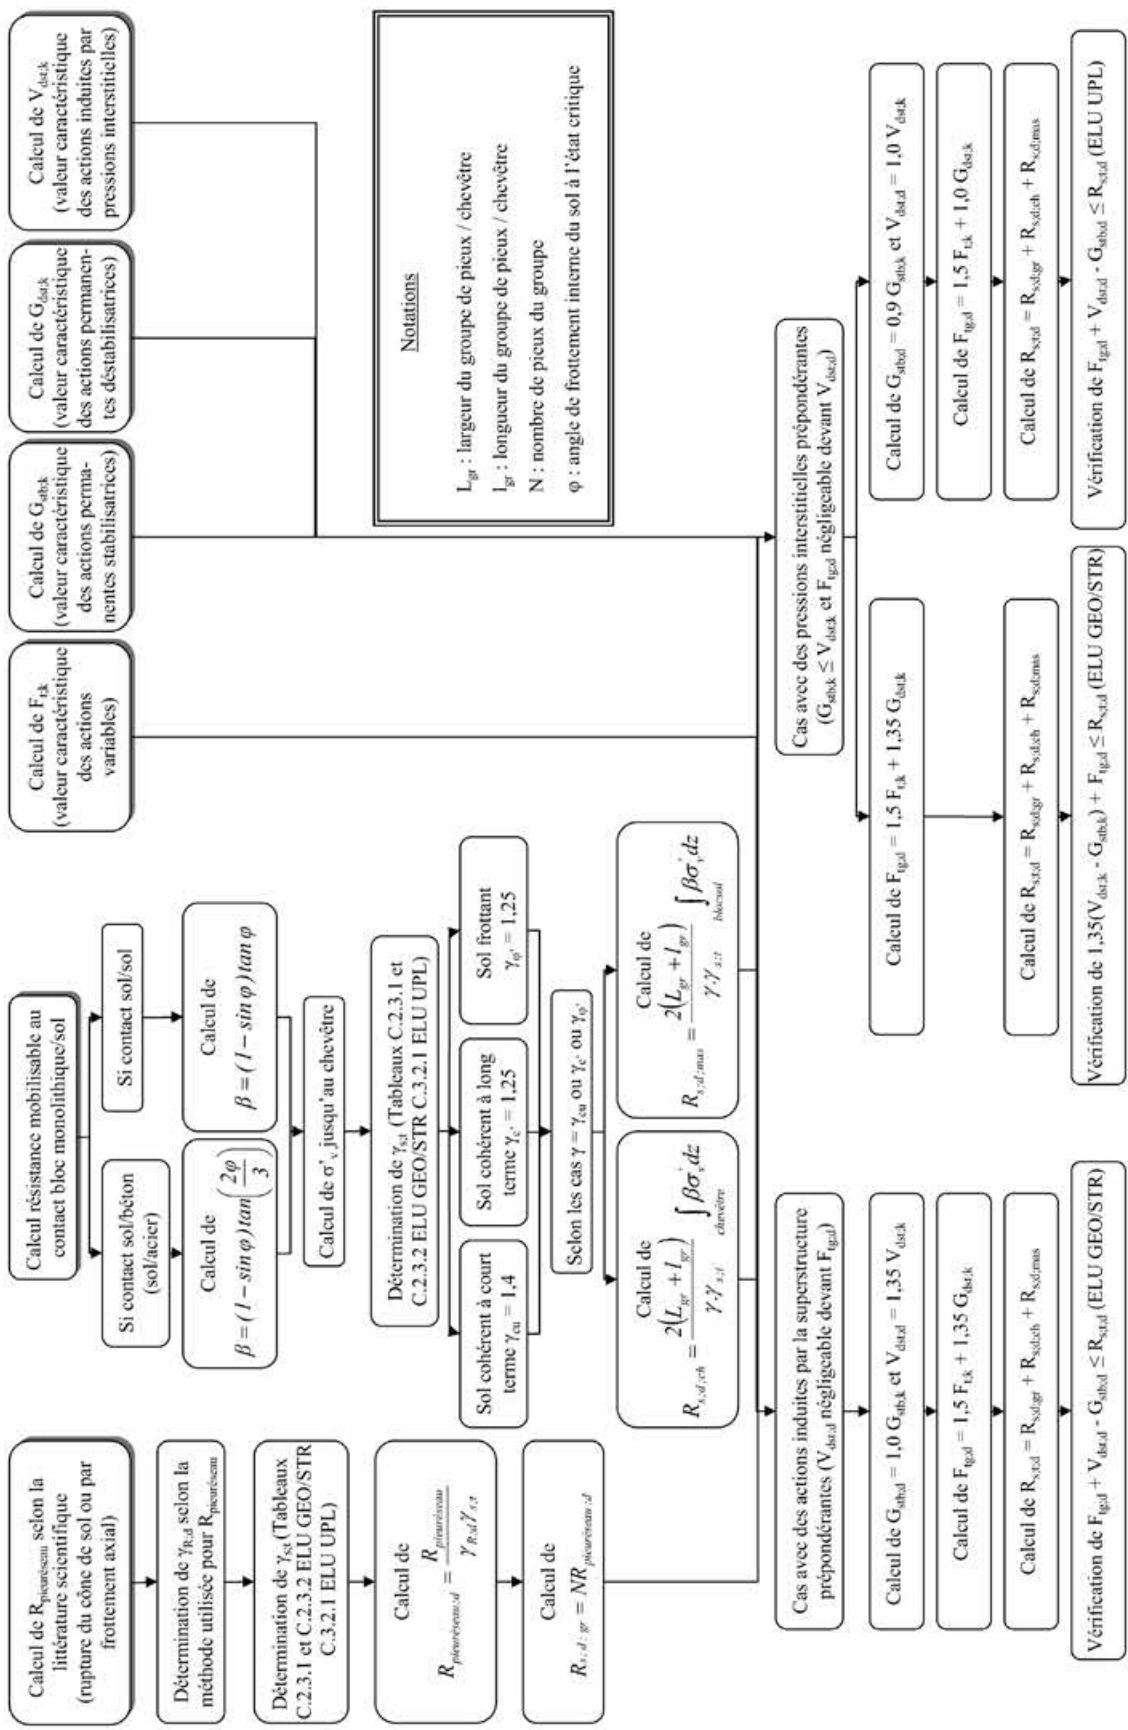 Calcul de R_pieuréseau selon la
littérature scientifique
(rupture du cône de sol ou par
frottement axial)
Détermination de γ_R;d selon la
méthode utilisée pour R_pieuréseau
Détermination de γ_s;t (Tableaux
C.2.3.1 et C.2.3.2 ELU GEO/STR
C.3.2.1 ELU UPL)
Calcul de
R_pieuréseau;d = R_pieuréseau / γ_R;d γ_s;t
Calcul de
R_s;d;gr = NR_pieuréseau;d
Calcul résistance mobilisable au
contact bloc monolithique/sol
Si contact sol/béton
(sol/acier)
Si contact sol/sol
Calcul de
β = (1 − sin φ) tan(2φ/3)
Calcul de
β = (1 − sin φ) tan φ
Calcul de σ'_v jusqu'au chevêtre
Détermination de γ_s;t (Tableaux C.2.3.1 et
C.2.3.2 ELU GEO/STR C.3.2.1 ELU UPL)
Sol cohérent à court
terme γ_cu = 1,4
Sol cohérent à long
terme γ_c' = 1,25
Sol frottant
γ_φ' = 1,25
Selon les cas γ = γ_cu ou γ_c' ou γ_φ'
Calcul de
R_s;d;ch = 2(L_gr + l_gr) / γ.γ_s;t ∫_chevêtre βσ'_v dz
Calcul de
R_s;d;mas = 2(L_gr + l_gr) / γ.γ_s;t ∫_blocsol βσ'_v dz
Calcul de F_t;k
(valeur caractéristique
des actions
variables)
Calcul de G_stb;k
(valeur caractéristique
des actions perma-
nentes stabilisatrices)
Calcul de G_dst;k
(valeur caractéristique
des actions permanen-
tes déstabilisatrices)
Calcul de V_dst;k
(valeur caractéristique
des actions induites par
pressions interstitielles)
Notations
L_gr : largeur du groupe de pieux / chevêtre
l_gr : longueur du groupe de pieux / chevêtre
N : nombre de pieux du groupe
φ : angle de frottement interne du sol à l'état critique
Cas avec des actions induites par la superstructure
prépondérantes (V_dst;d négligeable devant F_tg;d)
Calcul de G_stb;d = 1,0 G_stb;k et V_dst;d = 1,35 V_dst;k
Calcul de F_tg;d = 1,5 F_t;k + 1,35 G_dst;k
Calcul de R_s;t;d = R_s;d;gr + R_s;d;ch + R_s;d;mas
Vérification de F_tg;d + V_dst;d - G_stb;d ≤ R_s;t;d (ELU GEO/STR)
Cas avec des pressions interstitielles prépondérantes
(G_stb;k ≤ V_dst;k et F_tg;d négligeable devant V_dst;d)
Calcul de F_tg;d = 1,5 F_t;k + 1,35 G_dst;k
Calcul de R_s;t;d = R_s;d;gr + R_s;d;ch + R_s;d;mas
Vérification de 1,35(V_dst;k - G_stb;k) + F_tg;d ≤ R_s;t;d (ELU GEO/STR)
Calcul de G_stb;d = 0,9 G_stb;k et V_dst;d = 1,0 V_dst;k
Calcul de F_tg;d = 1,5 F_t;k + 1,0 G_dst;k
Calcul de R_s;t;d = R_s;d;gr + R_s;d;ch + R_s;d;mas
Vérification de F_tg;d + V_dst;d - G_stb;d ≤ R_s;t;d (ELU UPL)